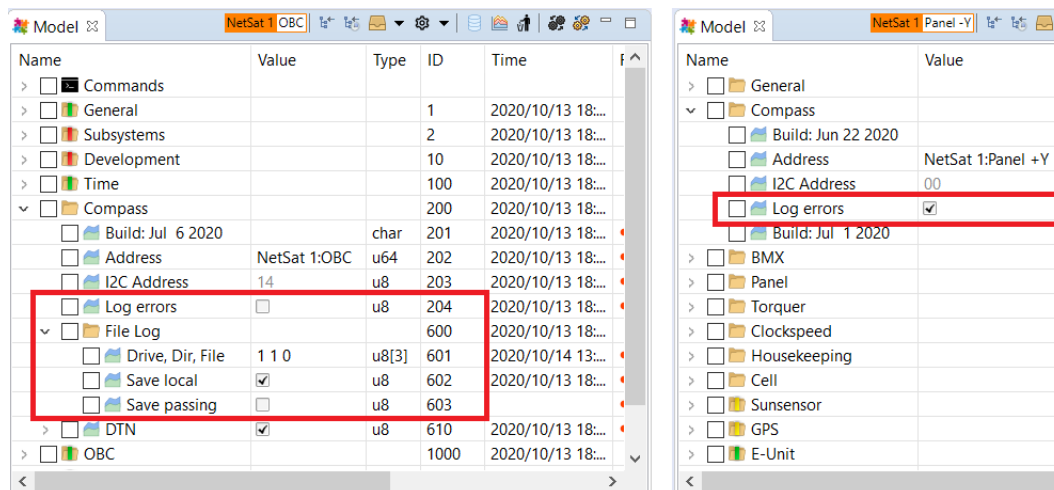 Model
NetSat 1 OBC
Name Value Type ID Time
Commands
General 1 2020/10/13 18:...
Subsystems 2 2020/10/13 18:...
Development 10 2020/10/13 18:...
Time 100 2020/10/13 18:...
Compass 200 2020/10/13 18:...
Build: Jul 6 2020 char 201 2020/10/13 18:...
Address NetSat 1:OBC u64 202 2020/10/13 18:...
I2C Address 14 u8 203 2020/10/13 18:...
Log errors u8 204 2020/10/13 18:...
File Log 600 2020/10/13 18:...
Drive, Dir, File 1 1 0 u8[3] 601 2020/10/14 13:...
Save local u8 602 2020/10/13 18:...
Save passing u8 603
DTN u8 610 2020/10/13 18:...
OBC 1000 2020/10/13 18:...
Model
NetSat 1 Panel -Y
Name Value
General
Compass
Build: Jun 22 2020
Address NetSat 1:Panel +Y
I2C Address 00
Log errors
Build: Jul 1 2020
BMX
Panel
Torquer
Clockspeed
Housekeeping
Cell
Sunsensor
GPS
E-Unit